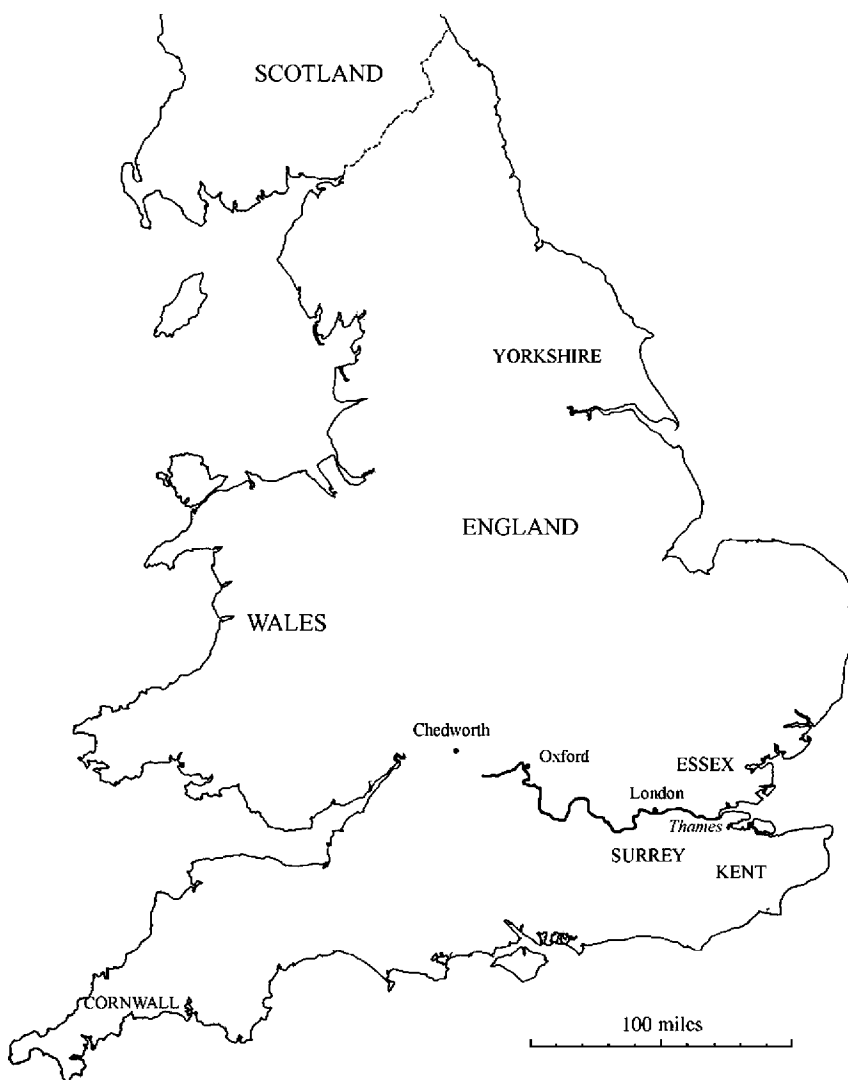 SCOTLAND
YORKSHIRE
ENGLAND
WALES
Chedworth
Oxford
ESSEX
London
Thames
SURREY
KENT
CORNWALL
100 miles